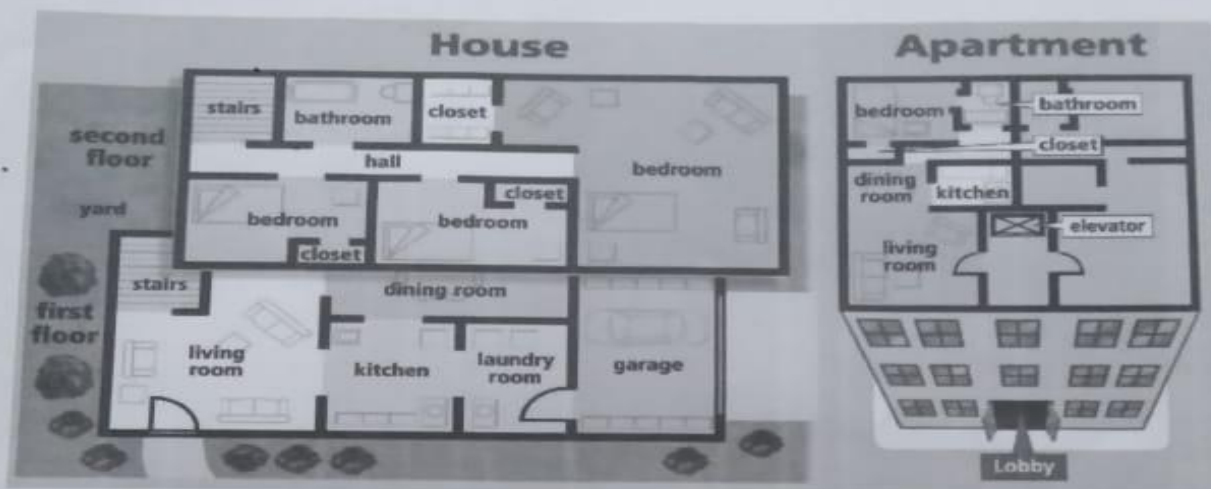 House
stairs
bathroom
closet
second
floor
hall
bedroom
yard
bedroom
bedroom
closet
closet
stairs
dining room
first
floor
living
room
kitchen
laundry
room
garage
Apartment
bedroom
bathroom
closet
dining
room
kitchen
elevator
living
room
Lobby